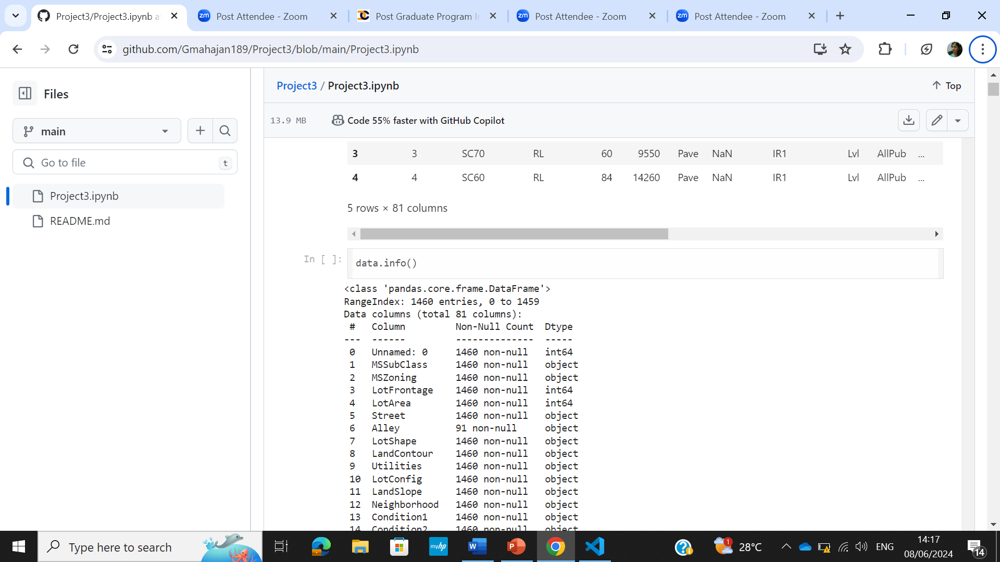 Project3/Project3.ipynb a
Post Attendee - Zoom
Post Graduate Program I
Post Attendee - Zoom
Post Attendee - Zoom
github.com/Gmahajan189/Project3/blob/main/Project3.ipynb
Files
main
Go to file
t
Project3.ipynb
README.md
Project3 / Project3.ipynb
Top
13.9 MB
Code 55% faster with GitHub Copilot
3 3 SC70 RL 60 9550 Pave NaN IR1 Lvl AllPub ...
4 4 SC60 RL 84 14260 Pave NaN IR1 Lvl AllPub ...
5 rows × 81 columns
In [ ]:
data.info()
<class 'pandas.core.frame.DataFrame'>
RangeIndex: 1460 entries, 0 to 1459
Data columns (total 81 columns):
# Column Non-Null Count Dtype
--- ------ -------------- -----
0 Unnamed: 0 1460 non-null int64
1 MSSubClass 1460 non-null object
2 MSZoning 1460 non-null object
3 LotFrontage 1460 non-null int64
4 LotArea 1460 non-null int64
5 Street 1460 non-null object
6 Alley 91 non-null object
7 LotShape 1460 non-null object
8 LandContour 1460 non-null object
9 Utilities 1460 non-null object
10 LotConfig 1460 non-null object
11 LandSlope 1460 non-null object
12 Neighborhood 1460 non-null object
13 Condition1 1460 non-null object
14 Condition2 1460 non-null object
Type here to search
28°C
ENG
14:17
08/06/2024
14